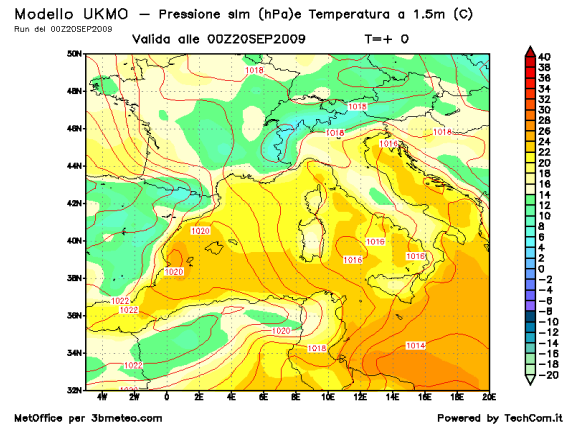 Modello UKMO — Pressione slm (hPa)e Temperatura a 1.5m (C)
Run del 00Z20SEP2009
Valida alle 00Z20SEP2009 T=+ 0
50N
48N
46N
44N
42N
40N
38N
36N
34N
32N
4W 2W 0 2E 4E 6E 8E 10E 12E 14E 16E 18E 20E
1018
1018
1018
1018
1016
1020
1016
1020
1016
1016
1022
1022
1020
1018
1014
1022
40
38
36
34
32
30
28
26
24
22
20
18
16
14
12
10
8
6
4
2
0
−2
−4
−6
−8
−10
−12
−14
−16
−18
−20
MetOffice per 3bmeteo.com
Powered by TechCom.it